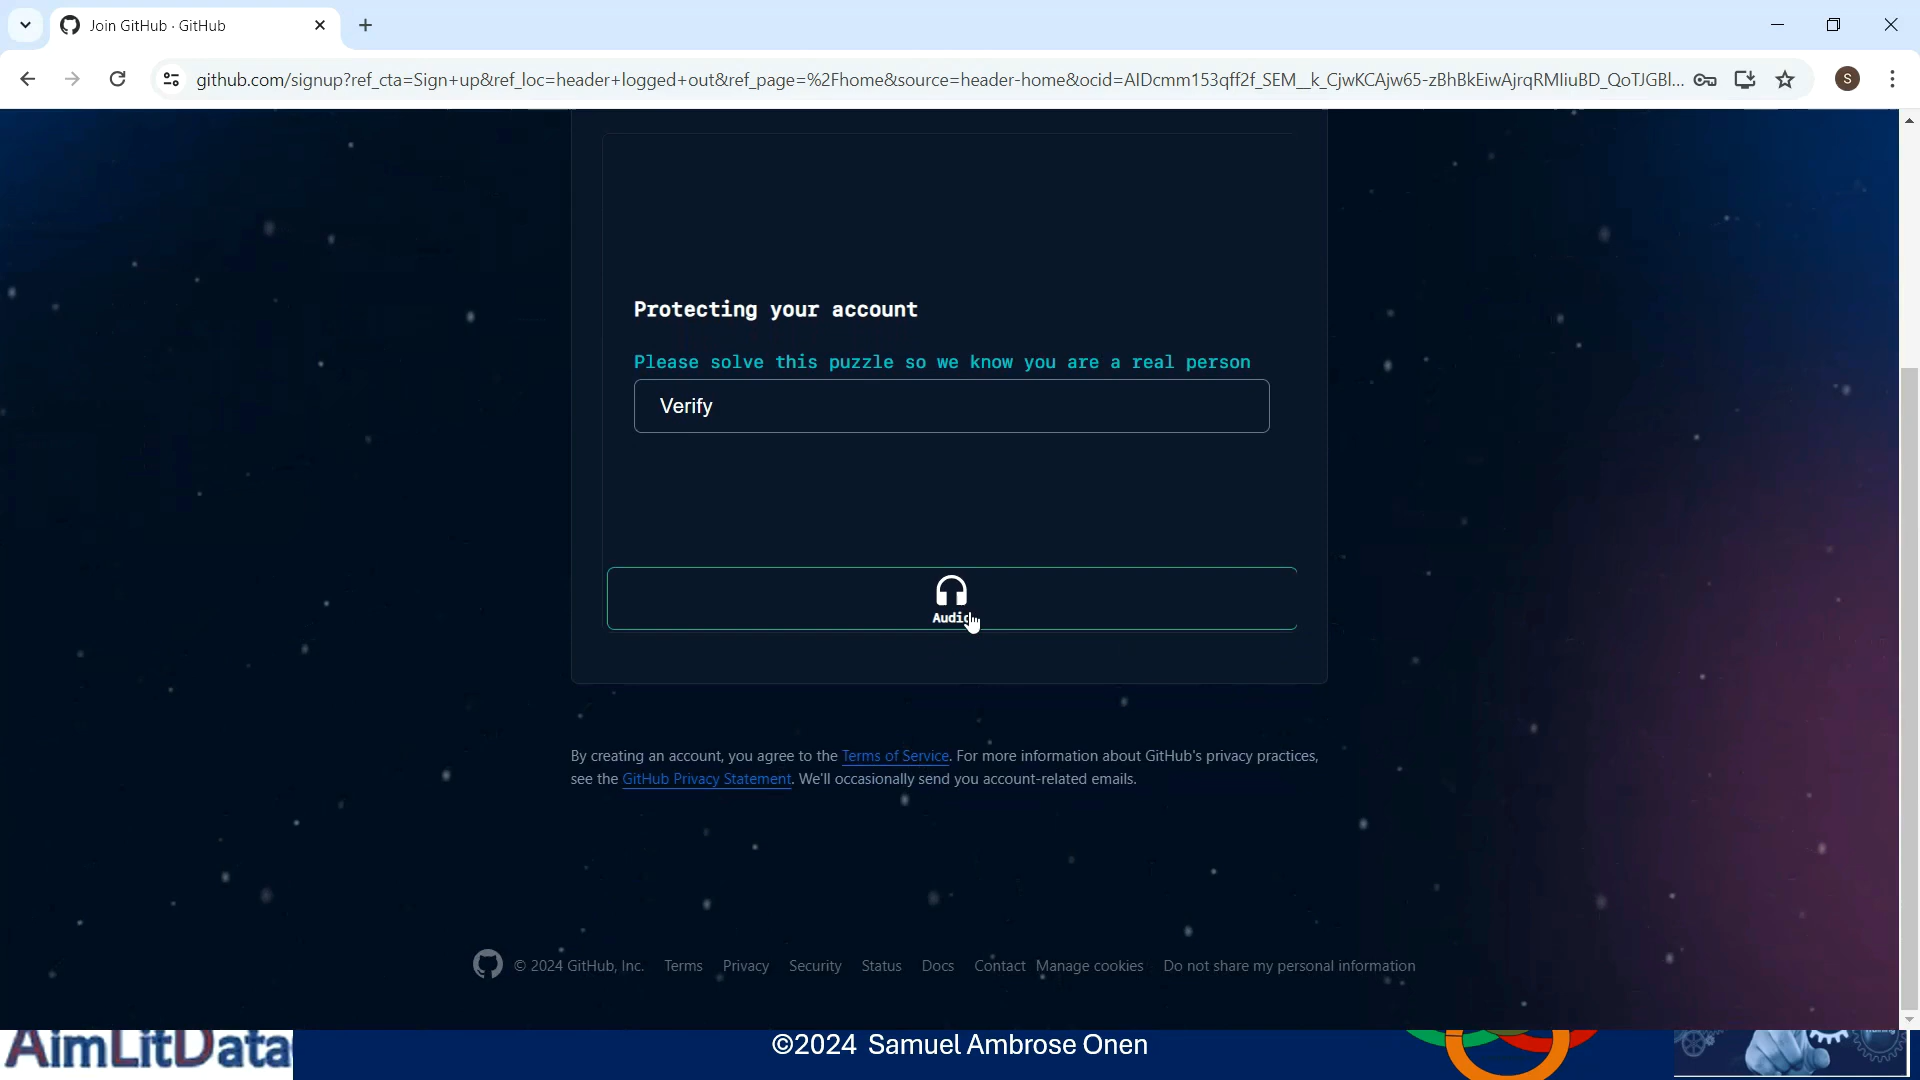 Join GitHub · GitHub
github.com/signup?ref_cta=Sign+up&ref_loc=header+logged+out&ref_page=%2Fhome&source=header-home&ocid=AIDcmm153qff2f_SEM__k_CjwKCAjw65-zBhBkEiwAjrqRMliuBD_QoTJGBl...
S
Protecting your account
Please solve this puzzle so we know you are a real person
Verify
Audio
By creating an account, you agree to the Terms of Service. For more information about GitHub's privacy practices,
see the GitHub Privacy Statement. We'll occasionally send you account-related emails.
© 2024 GitHub, Inc. Terms Privacy Security Status Docs Contact Manage cookies Do not share my personal information
AimLitData
©2024 Samuel Ambrose Onen